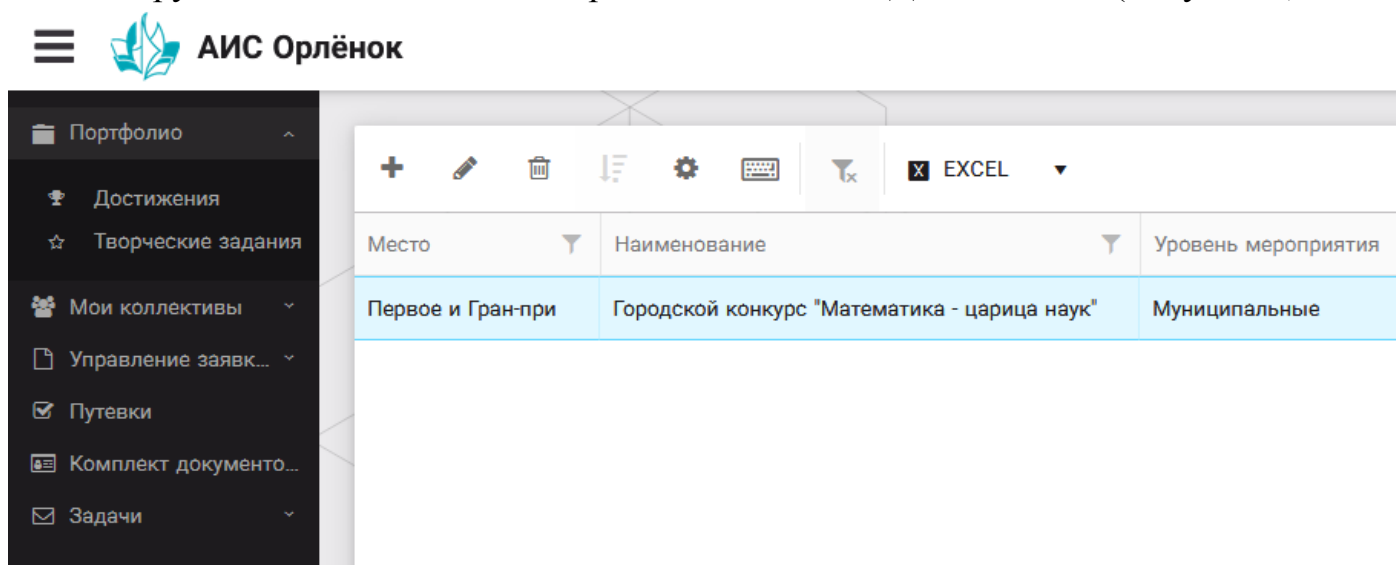 АИС Орлёнок
Портфолио
Достижения
Творческие задания
Мои коллективы
Управление заявк...
Путевки
Комплект документо...
Задачи
X EXCEL
Место Наименование Уровень мероприятия
Первое и Гран-при Городской конкурс "Математика - царица наук" Муниципальные